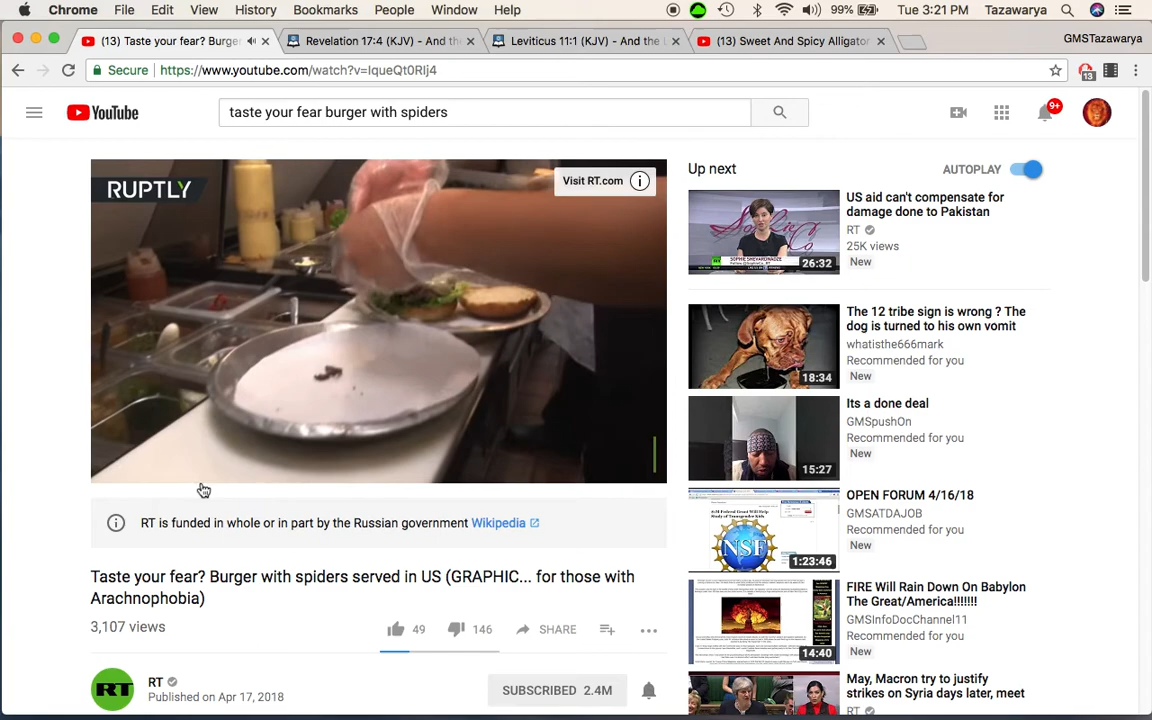 Chrome File Edit View History Bookmarks People Window Help 99% Tue 3:21 PM Tazawarya
(13) Taste your fear? Burger
Revelation 17:4 (KJV) - And the
Leviticus 11:1 (KJV) - And the L
(13) Sweet And Spicy Alligator
GMSTazawarya
Secure https://www.youtube.com/watch?v=IqueQt0RIj4
13
YouTube
taste your fear burger with spiders
9+
RUPTLY
Visit RT.com
RT is funded in whole or in part by the Russian government Wikipedia
Taste your fear? Burger with spiders served in US (GRAPHIC... for those with
Arachnophobia)
3,107 views
49 146 SHARE
RT
Published on Apr 17, 2018
SUBSCRIBED 2.4M
Up next
AUTOPLAY
26:32
US aid can't compensate for
damage done to Pakistan
RT
25K views
New
18:34
The 12 tribe sign is wrong ? The
dog is turned to his own vomit
whatisthe666mark
Recommended for you
New
15:27
Its a done deal
GMSpushOn
Recommended for you
New
NSF
1:23:46
OPEN FORUM 4/16/18
GMSATDAJOB
Recommended for you
New
14:40
FIRE Will Rain Down On Babylon
The Great/America!!!!!!!
GMSInfoDocChannel11
Recommended for you
New
May, Macron try to justify
strikes on Syria days later, meet
RT